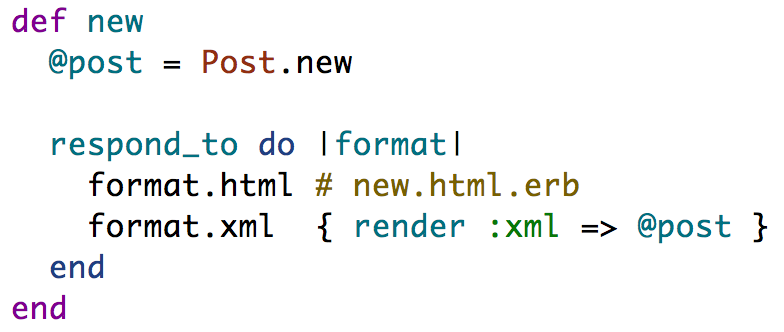 def new
  @post = Post.new

  respond_to do |format|
    format.html # new.html.erb
    format.xml  { render :xml => @post }
  end
end